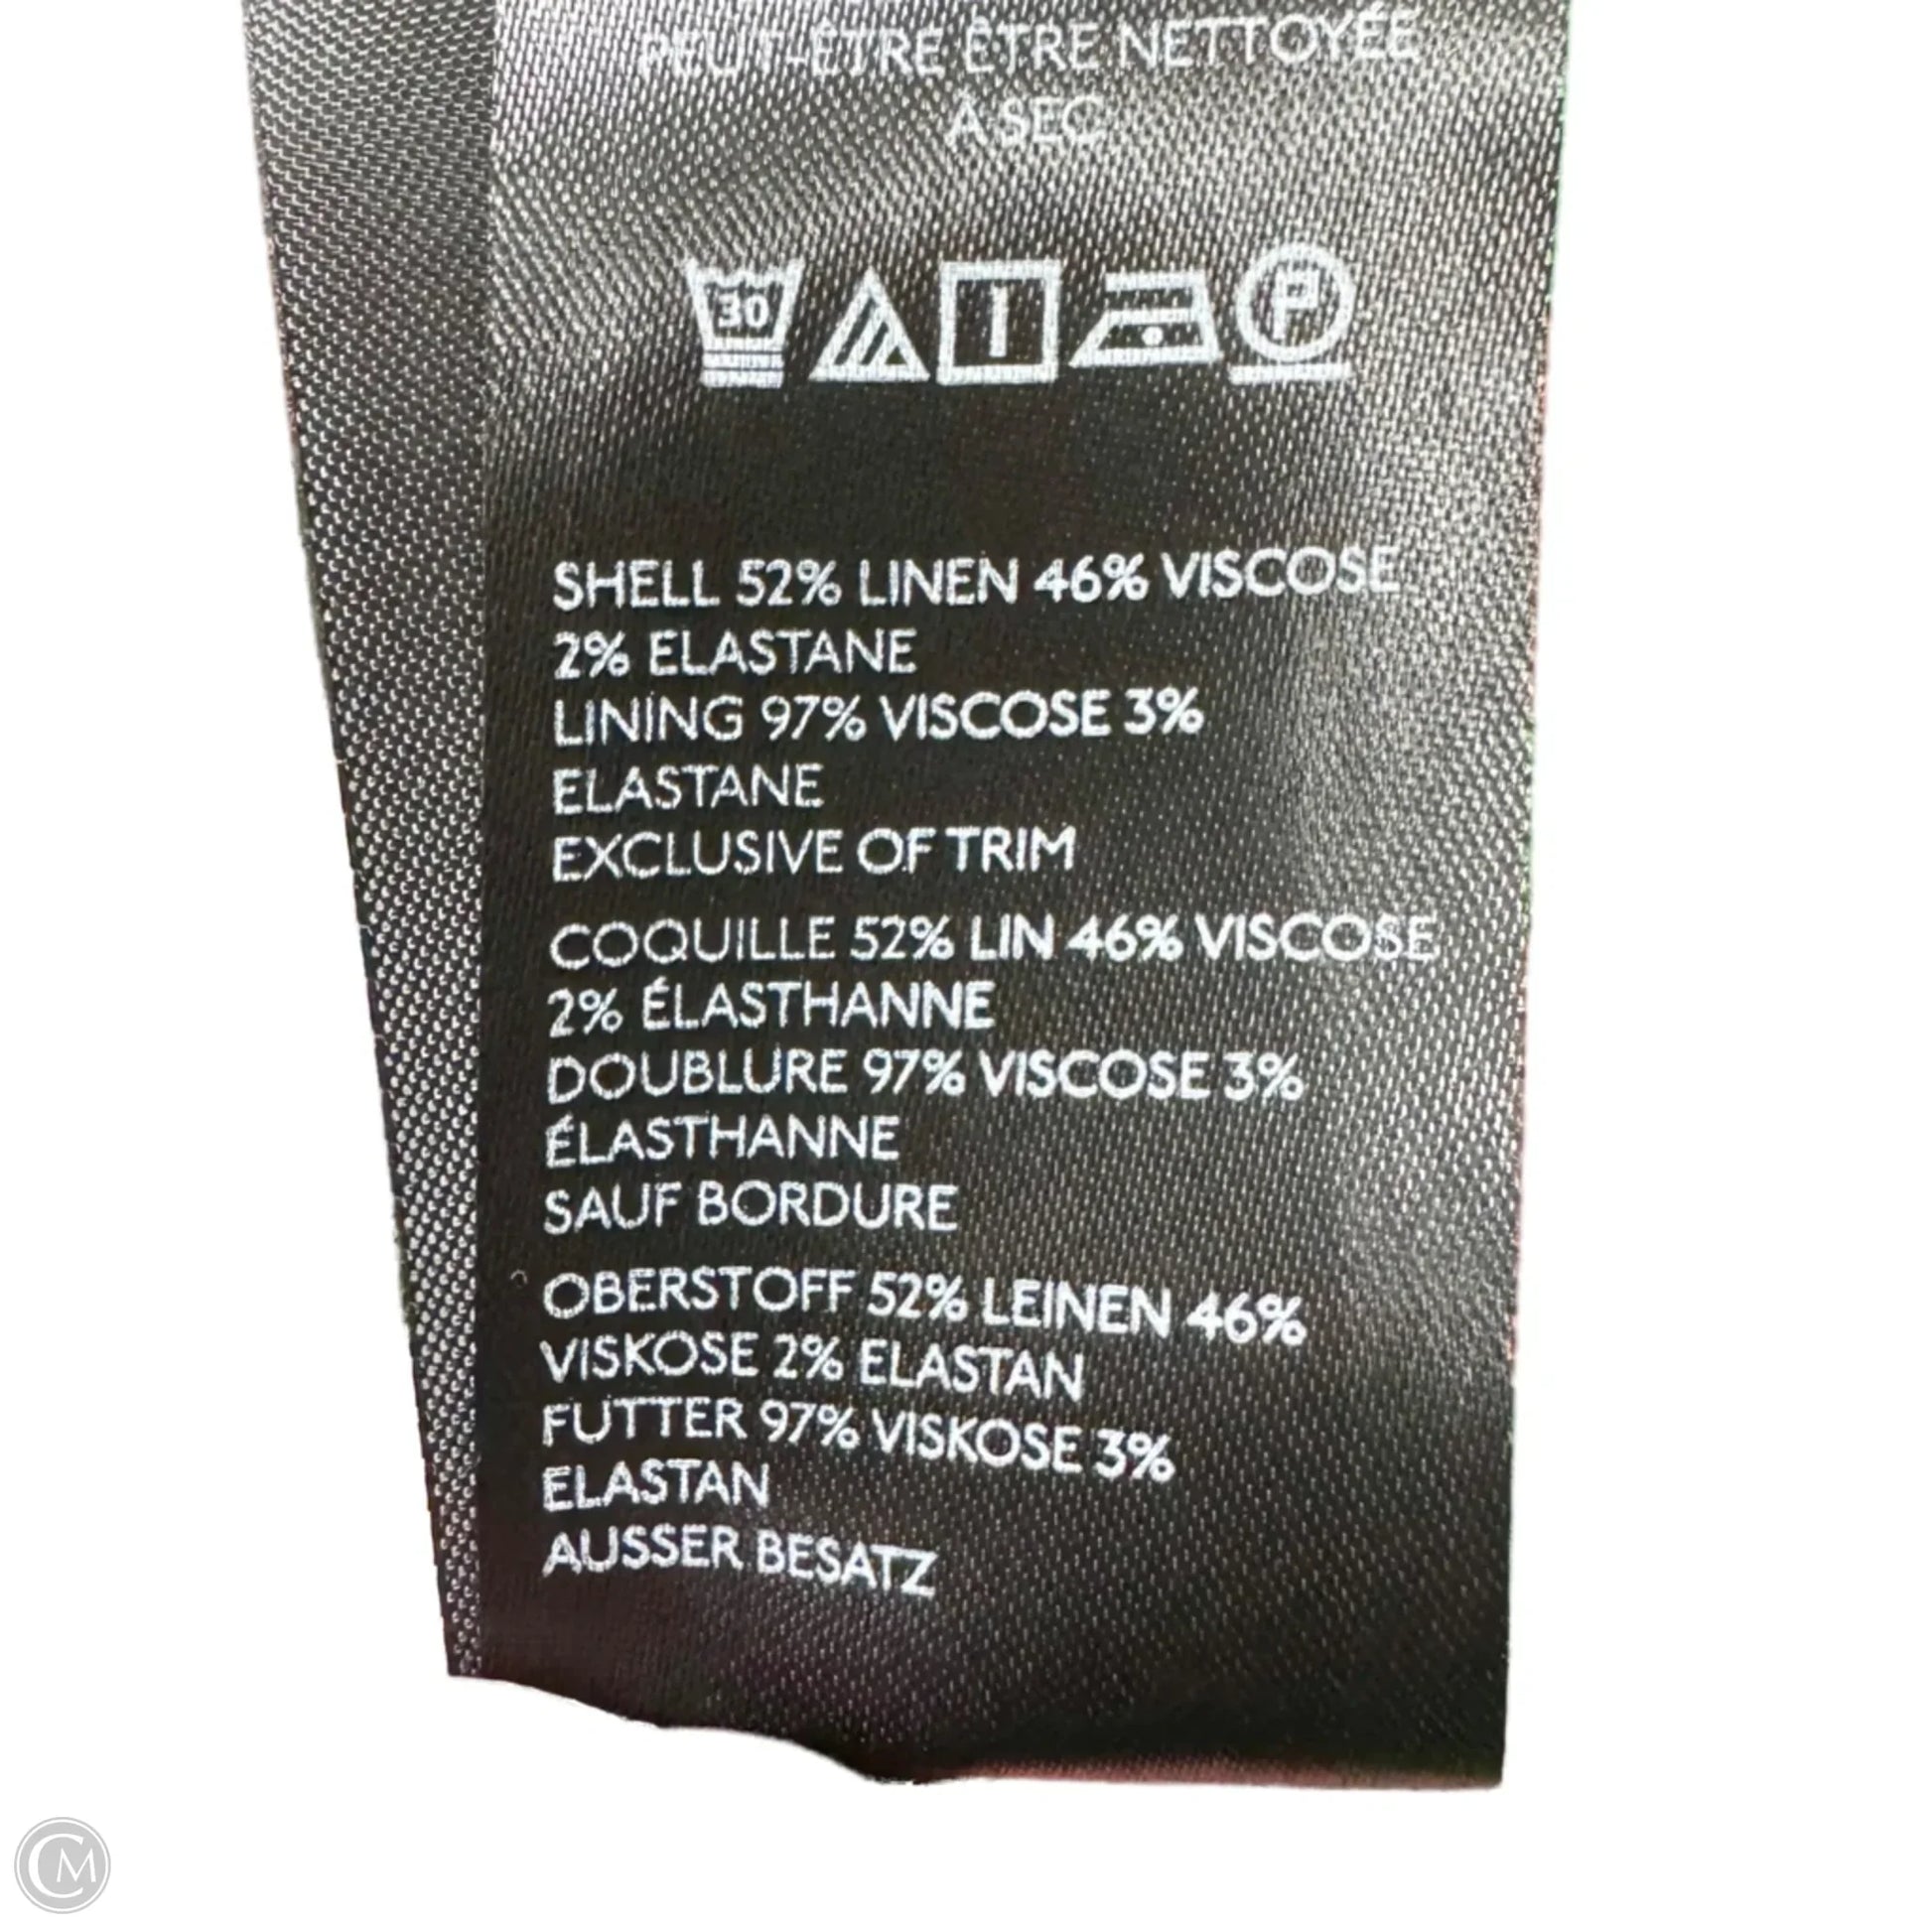 PEUT-ÊTRE ÊTRE NETTOYÉE
À SEC
30 P
SHELL 52% LINEN 46% VISCOSE
2% ELASTANE
LINING 97% VISCOSE 3%
ELASTANE
EXCLUSIVE OF TRIM
COQUILLE 52% LIN 46% VISCOSE
2% ÉLASTHANNE
DOUBLURE 97% VISCOSE 3%
ÉLASTHANNE
SAUF BORDURE
OBERSTOFF 52% LEINEN 46%
VISKOSE 2% ELASTAN
FUTTER 97% VISKOSE 3%
ELASTAN
AUSSER BESATZ
CM